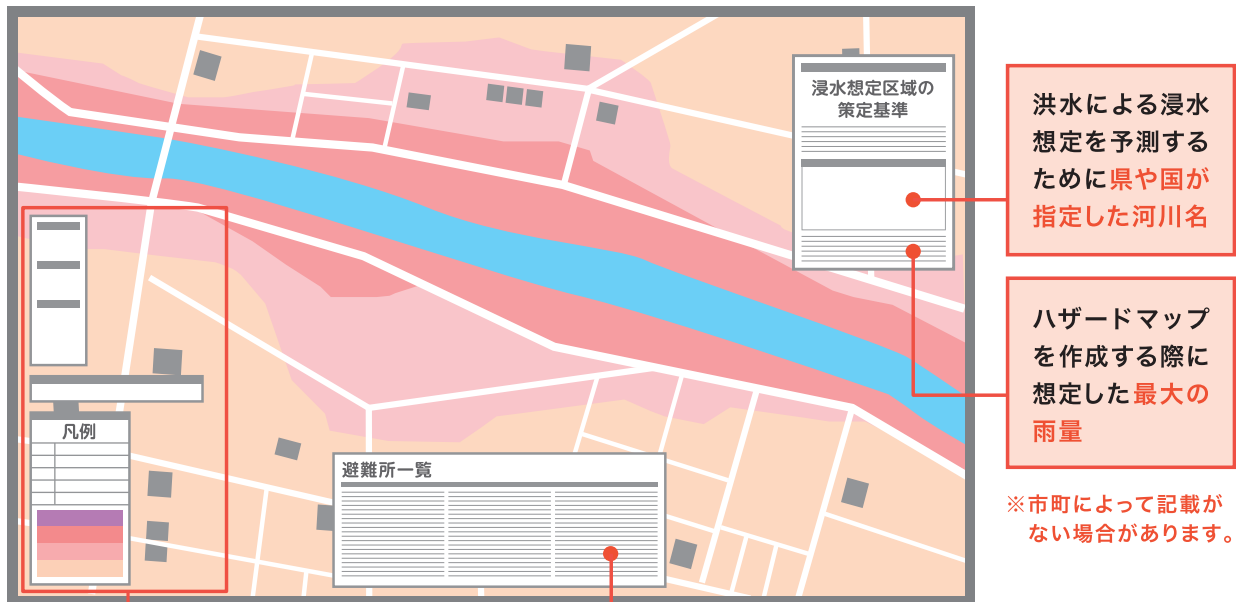 浸水想定区域の
策定基準
洪水による浸水
想定を予測する
ために県や国が
指定した河川名
ハザードマップ
を作成する際に
想定した最大の
雨量
※市町によって記載が
ない場合があります。
凡例
避難所一覧